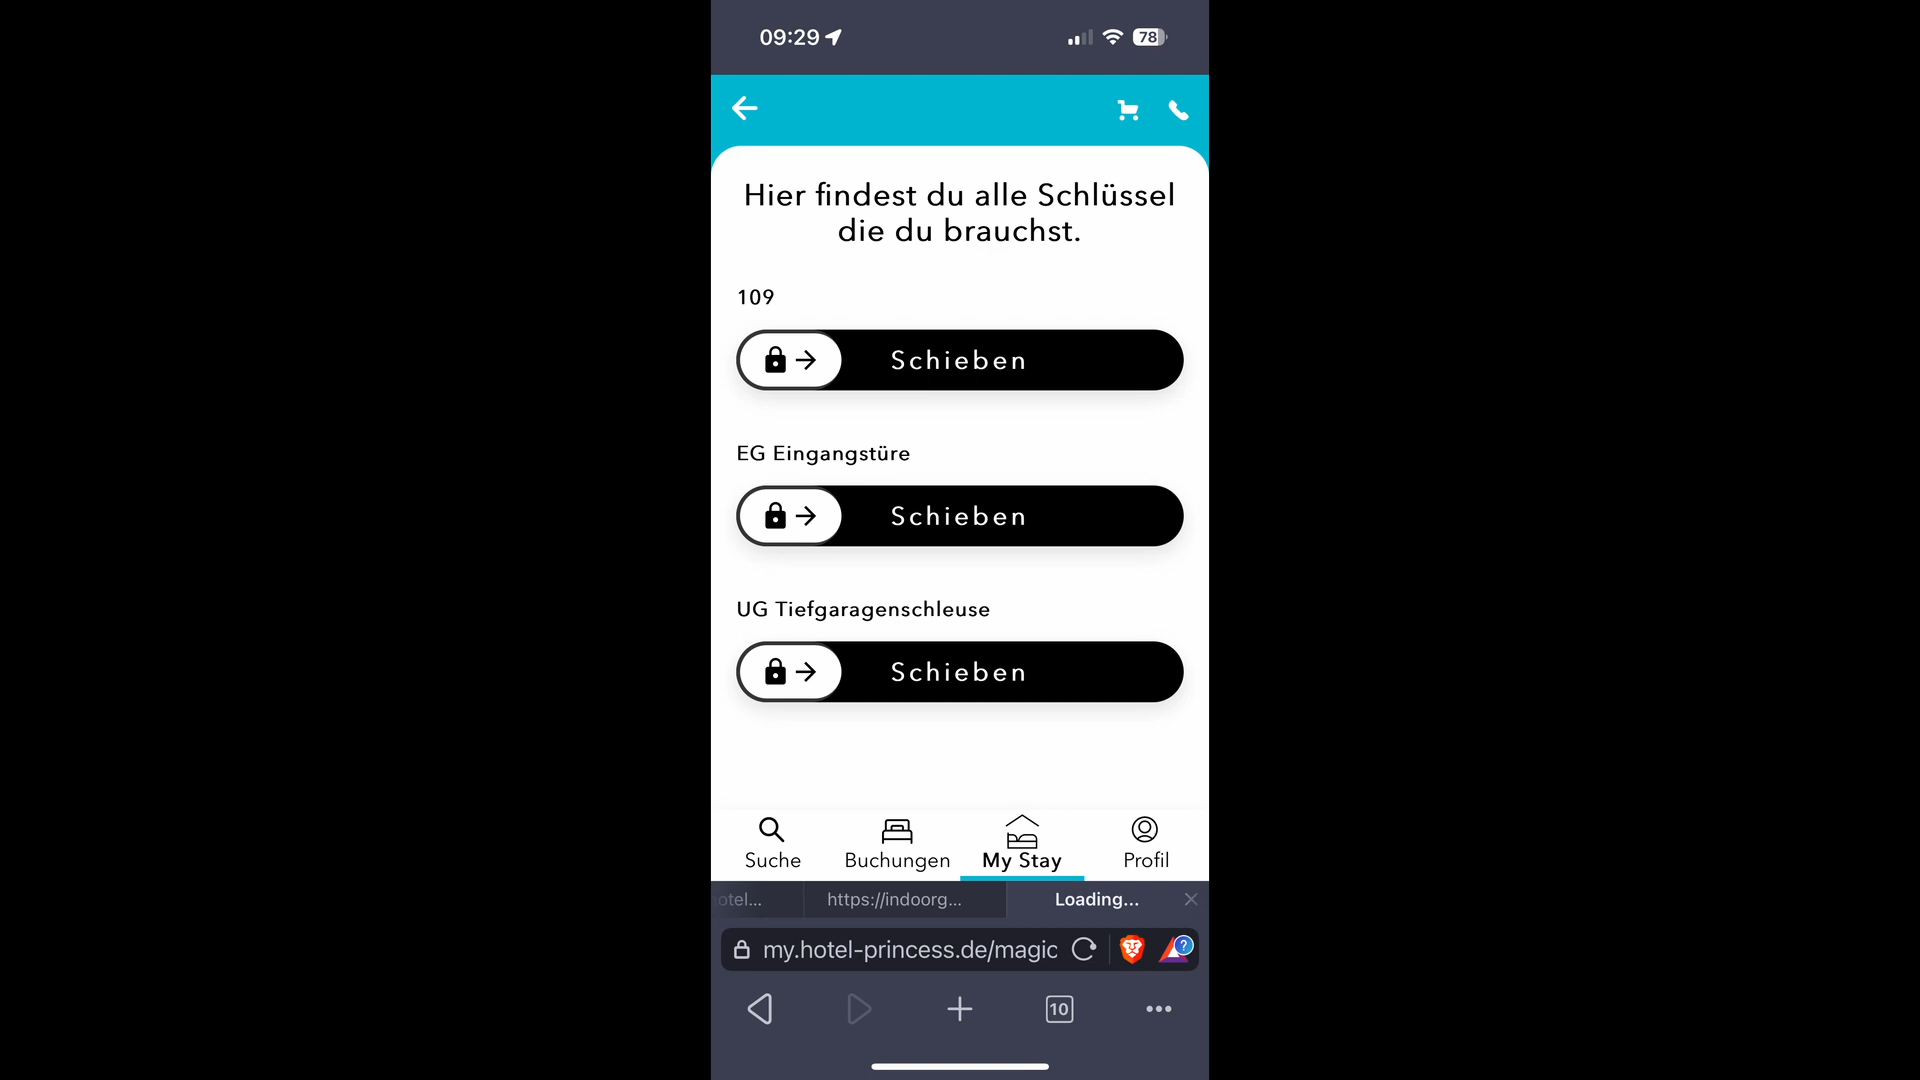 09:29
78
Hier findest du alle Schlüssel
die du brauchst.
109
Schieben
EG Eingangstüre
Schieben
UG Tiefgaragenschleuse
Schieben
Suche Buchungen My Stay Profil
otel... https://indoorg... Loading...
my.hotel-princess.de/magic ?
10